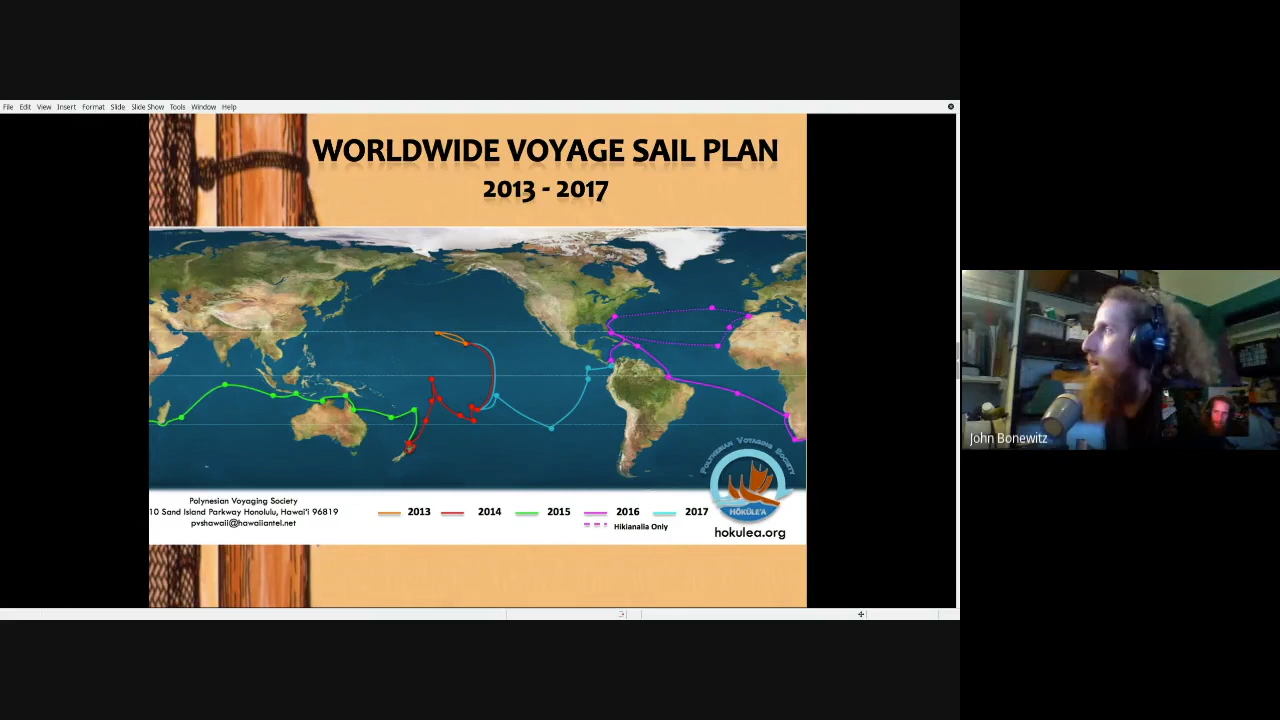 File Edit View Insert Format Slide Slide Show Tools Window Help
WORLDWIDE VOYAGE SAIL PLAN
2013 - 2017
POLYNESIAN VOYAGING SOCIETY
HŌKŪLE'A
hokulea.org
Polynesian Voyaging Society
10 Sand Island Parkway Honolulu, Hawai'i 96819
pvshawaii@hawaiiantel.net
2013 2014 2015 2016 2017
Hikianalia Only
John Bonewitz